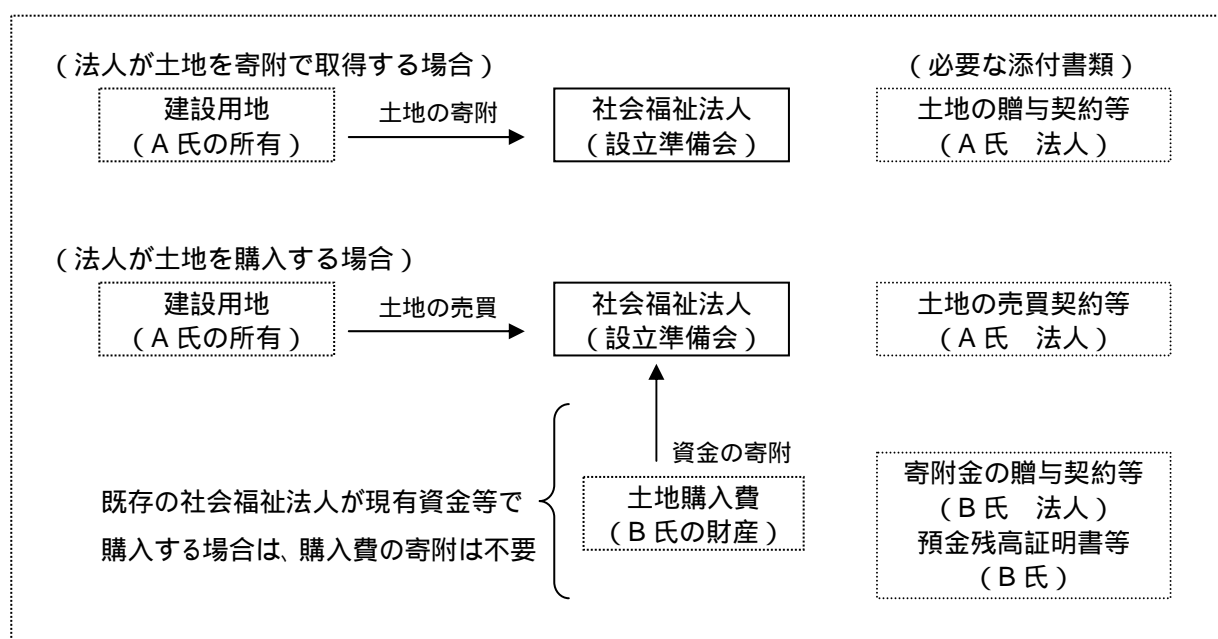 (法人が土地を寄附で取得する場合)
(必要な添付書類)
建設用地
(A氏の所有)
土地の寄附
社会福祉法人
(設立準備会)
土地の贈与契約等
(A氏 法人)
(法人が土地を購入する場合)
建設用地
(A氏の所有)
土地の売買
社会福祉法人
(設立準備会)
土地の売買契約等
(A氏 法人)
資金の寄附
既存の社会福祉法人が現有資金等で
購入する場合は、購入費の寄附は不要
土地購入費
(B氏の財産)
寄附金の贈与契約等
(B氏 法人)
預金残高証明書等
(B氏)